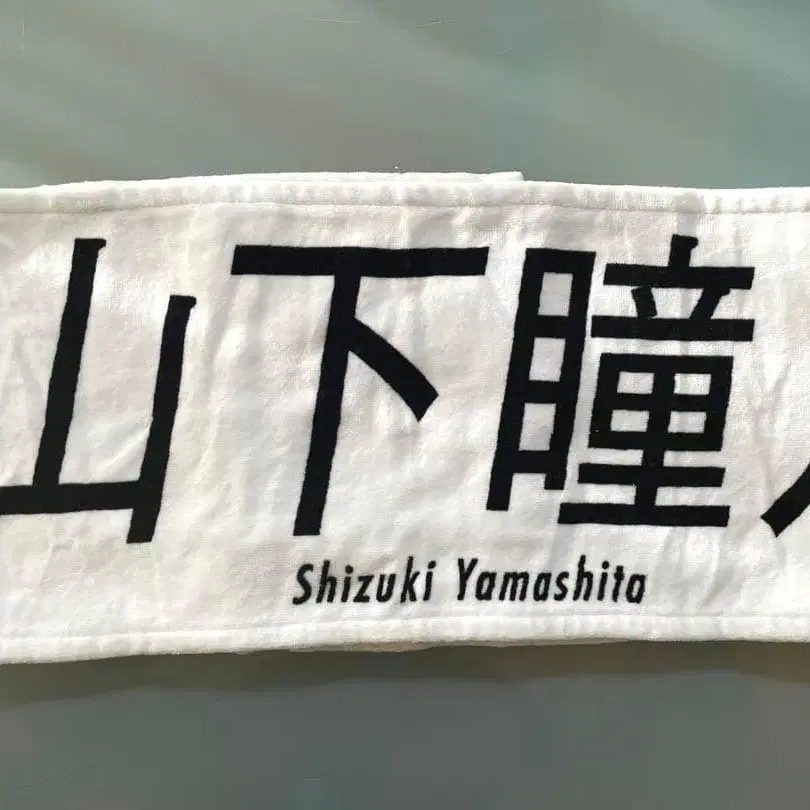 山下瞳
Shizuki Yamashita